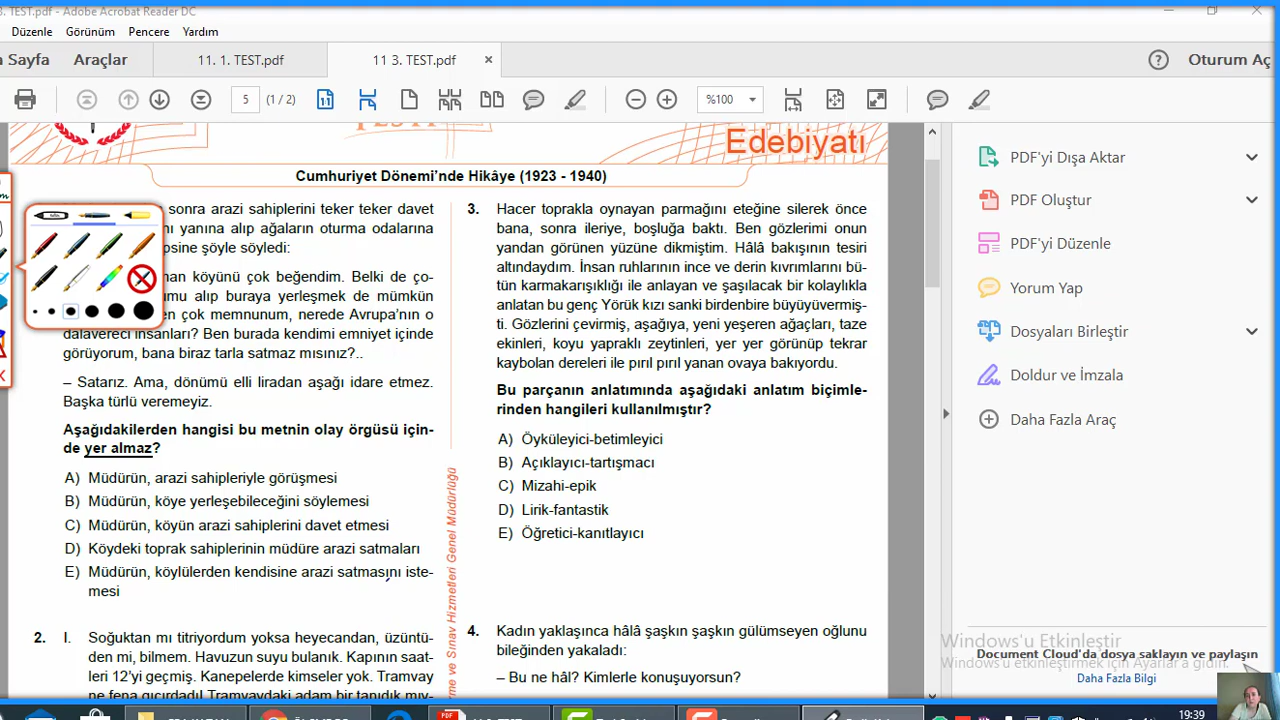 3. TEST.pdf - Adobe Acrobat Reader DC
Düzenle Görünüm Pencere Yardım
Sayfa Araçlar 11. 1. TEST.pdf 11 3. TEST.pdf × Oturum Aç
5 (1 / 2) %100
Edebiyatı
Cumhuriyet Dönemi'nde Hikâye (1923 - 1940)
sonra arazi sahiplerini teker teker davet
yanına alıp ağaların oturma odalarına
şöyle söyledi:
köyünü çok beğendim. Belki de ço-
alıp buraya yerleşmek de mümkün
çok memnunum, nerede Avrupa'nın o
dalavereci insanları? Ben burada kendimi emniyet içinde
görüyorum, bana biraz tarla satmaz mısınız?..
– Satarız. Ama, dönümü elli liradan aşağı idare etmez.
Başka türlü veremeyiz.
Aşağıdakilerden hangisi bu metnin olay örgüsü için-
de yer almaz?
A) Müdürün, arazi sahipleriyle görüşmesi
B) Müdürün, köye yerleşebileceğini söylemesi
C) Müdürün, köyün arazi sahiplerini davet etmesi
D) Köydeki toprak sahiplerinin müdüre arazi satmaları
E) Müdürün, köylülerden kendisine arazi satmasını iste-
mesi
2. I. Soğuktan mı titriyordum yoksa heyecandan, üzüntü-
den mi, bilmem. Havuzun suyu bulanık. Kapının saat-
leri 12'yi geçmiş. Kanepelerde kimseler yok. Tramvay
ne fena gıcırdadı! Tramvaydaki adam bir tanıdık mıy-
rme ve Sınav Hizmetleri Genel Müdürlüğü
3. Hacer toprakla oynayan parmağını eteğine silerek önce
bana, sonra ileriye, boşluğa baktı. Ben gözlerimi onun
yandan görünen yüzüne dikmiştim. Hâlâ bakışının tesiri
altındaydım. İnsan ruhlarının ince ve derin kıvrımlarını bü-
tün karmakarışıklığı ile anlayan ve şaşılacak bir kolaylıkla
anlatan bu genç Yörük kızı sanki birdenbire büyüyüvermiş-
ti. Gözlerini çevirmiş, aşağıya, yeni yeşeren ağaçları, taze
ekinleri, koyu yapraklı zeytinleri, yer yer görünüp tekrar
kaybolan dereleri ile pırıl pırıl yanan ovaya bakıyordu.
Bu parçanın anlatımında aşağıdaki anlatım biçimle-
rinden hangileri kullanılmıştır?
A) Öyküleyici-betimleyici
B) Açıklayıcı-tartışmacı
C) Mizahi-epik
D) Lirik-fantastik
E) Öğretici-kanıtlayıcı
4. Kadın yaklaşınca hâlâ şaşkın şaşkın gülümseyen oğlunu
bileğinden yakaladı:
– Bu ne hâl? Kimlerle konuşuyorsun?
PDF'yi Dışa Aktar
PDF Oluştur
PDF'yi Düzenle
Yorum Yap
Dosyaları Birleştir
Doldur ve İmzala
Daha Fazla Araç
Windows'u Etkinleştir
Document Cloud'da dosya saklayın ve paylaşın
Windows'u etkinleştirmek için Ayarlar'a gidin.
Daha Fazla Bilgi
19:39